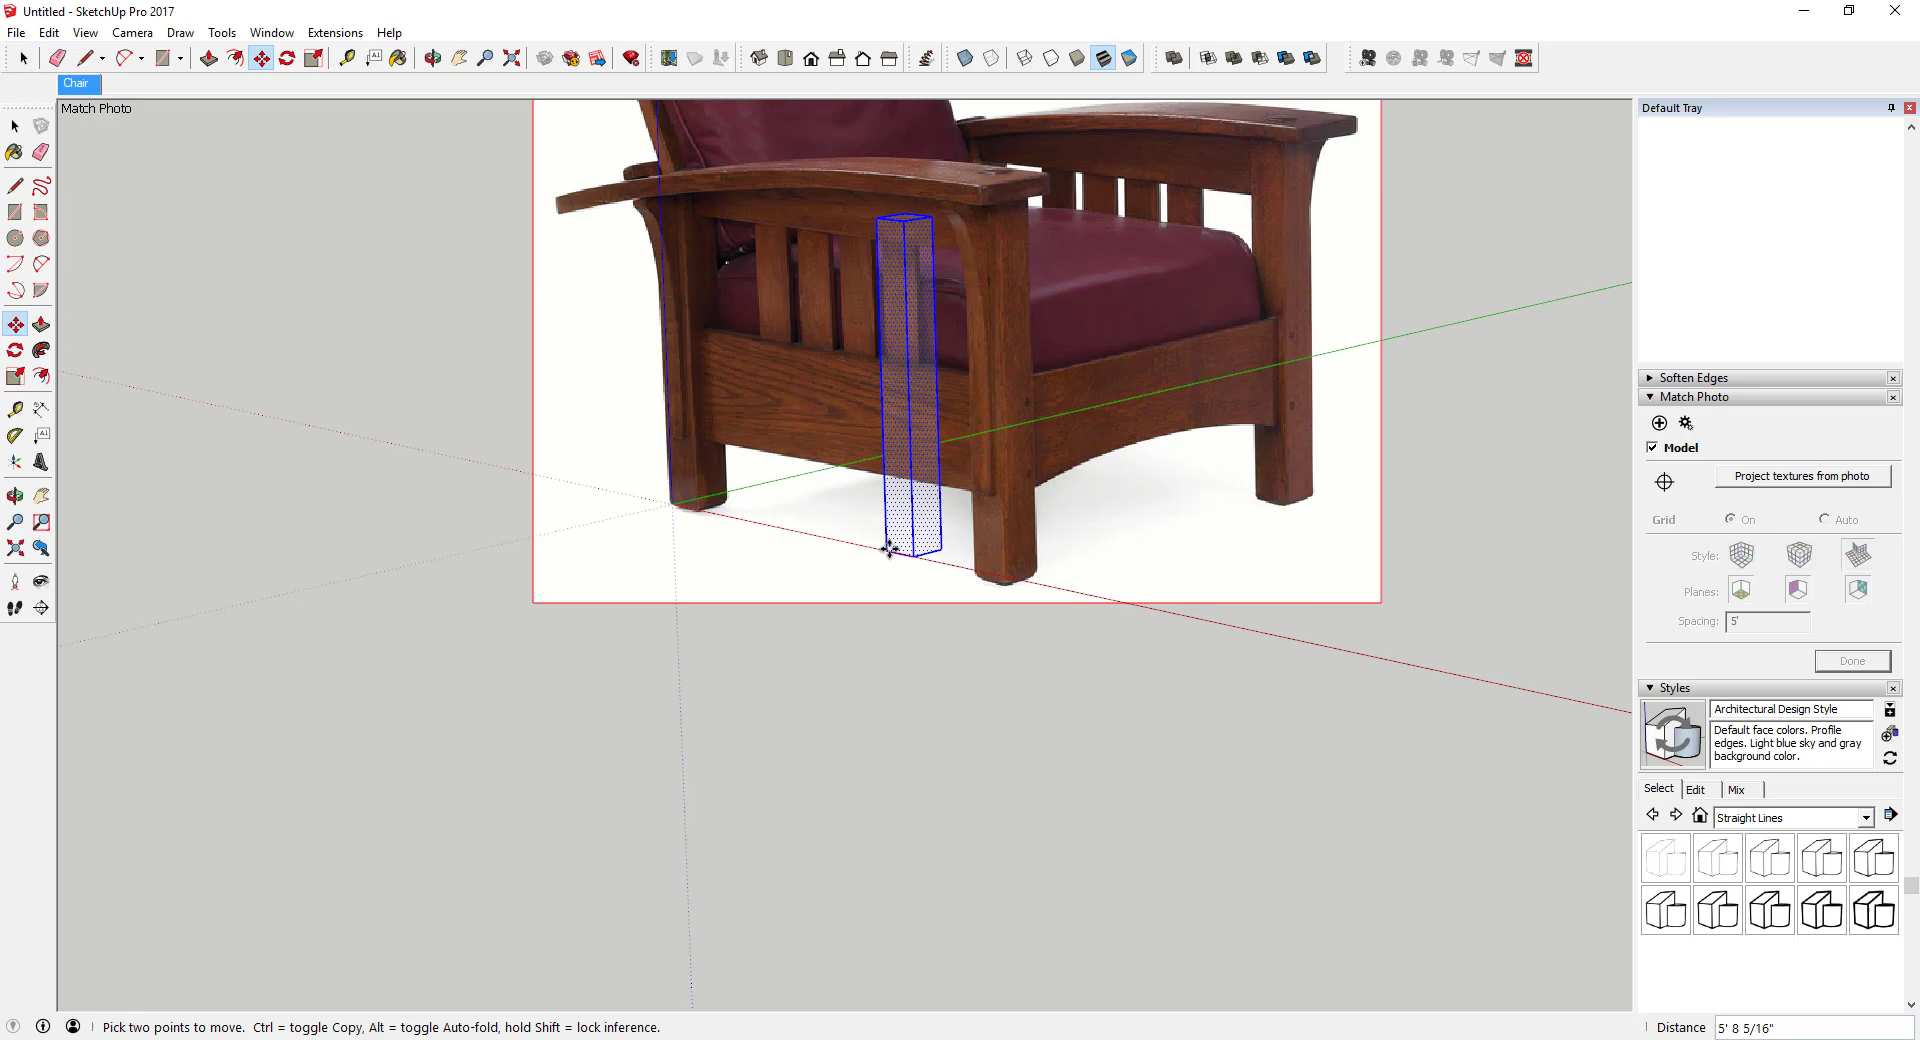 Untitled - SketchUp Pro 2017
File Edit View Camera Draw Tools Window Extensions Help
Chair
Match Photo
Default Tray
Soften Edges
Match Photo
Model
Project textures from photo
Grid On Auto
Style:
Planes:
Spacing: 5'
Done
Styles
Architectural Design Style
Default face colors. Profile
edges. Light blue sky and gray
background color.
Select Edit Mix
Straight Lines
Pick two points to move. Ctrl = toggle Copy, Alt = toggle Auto-fold, hold Shift = lock inference.
Distance 5' 8 5/16"